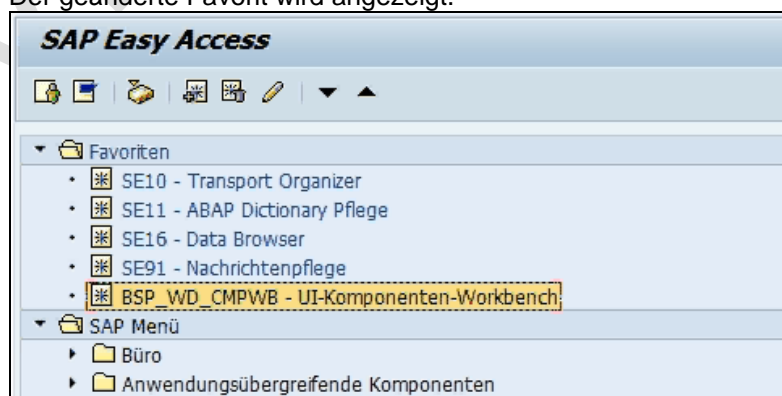 Der geänderte Favorit wird angezeigt.
SAP Easy Access
Favoriten
SE10 - Transport Organizer
SE11 - ABAP Dictionary Pflege
SE16 - Data Browser
SE91 - Nachrichtenpflege
BSP_WD_CMPWB - UI-Komponenten-Workbench
SAP Menü
Büro
Anwendungsübergreifende Komponenten